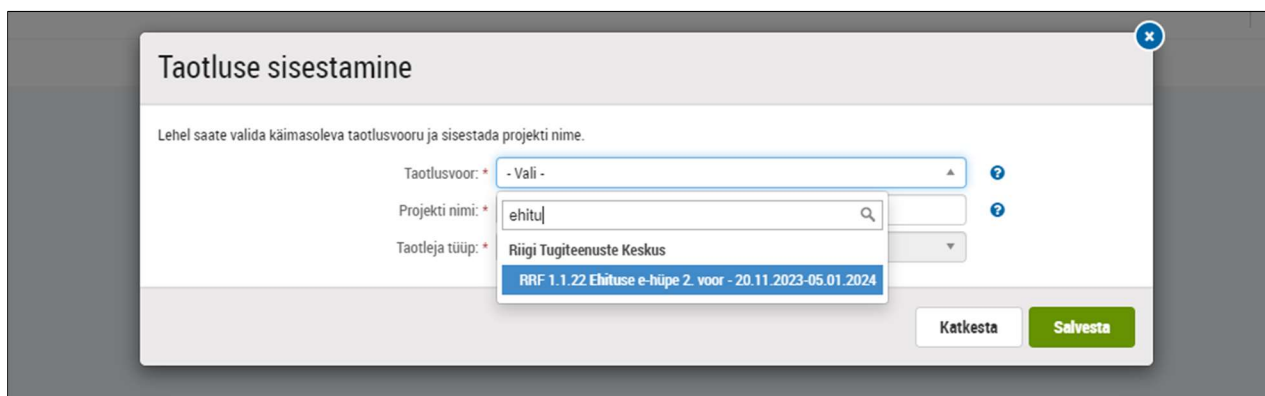 Taotluse sisestamine
Lehel saate valida käimasoleva taotlusvooru ja sisestada projekti nime.
Taotlusvoor: * - Vali -
Projekti nimi: *
ehitu
Taotleja tüüp: *
Riigi Tugiteenuste Keskus
RRF 1.1.22 Ehituse e-hüpe 2. voor - 20.11.2023-05.01.2024
Katkesta Salvesta